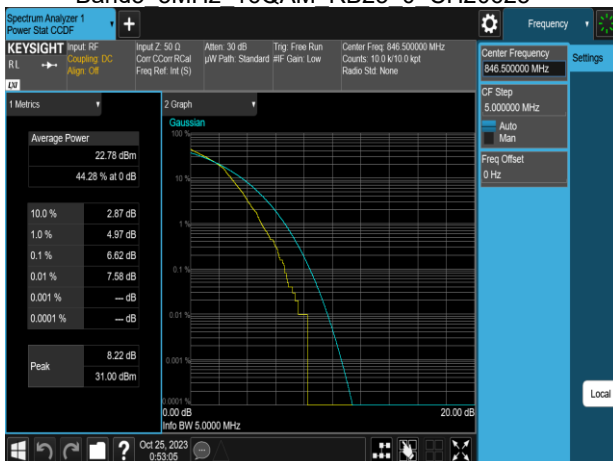 Band5_5MHz_16QAM_RB25_0_CH20625
Spectrum Analyzer 1
Power Stat CCDF
Frequency
KEYSIGHT
RL
LXI
Input: RF
Coupling: DC
Align: Off
Input Z: 50 Ω
Corr CCorr RCal
Freq Ref: Int (S)
Atten: 30 dB
µW Path: Standard
Trig: Free Run
#IF Gain: Low
Center Freq: 846.500000 MHz
Counts: 10.0 k/10.0 kpt
Radio Std: None
Center Frequency
846.500000 MHz
Settings
CF Step
5.000000 MHz
Auto
Man
Freq Offset
0 Hz
Local
1 Metrics
Average Power
22.78 dBm
44.28 % at 0 dB
10.0 % 2.87 dB
1.0 % 4.97 dB
0.1 % 6.62 dB
0.01 % 7.58 dB
0.001 % --- dB
0.0001 % --- dB
Peak
8.22 dB
31.00 dBm
2 Graph
Gaussian
100 %
10 %
1 %
0.1 %
0.01 %
0.001 %
0.0001 %
0.00 dB 20.00 dB
Info BW 5.0000 MHz
?
Oct 25, 2023
0:53:05